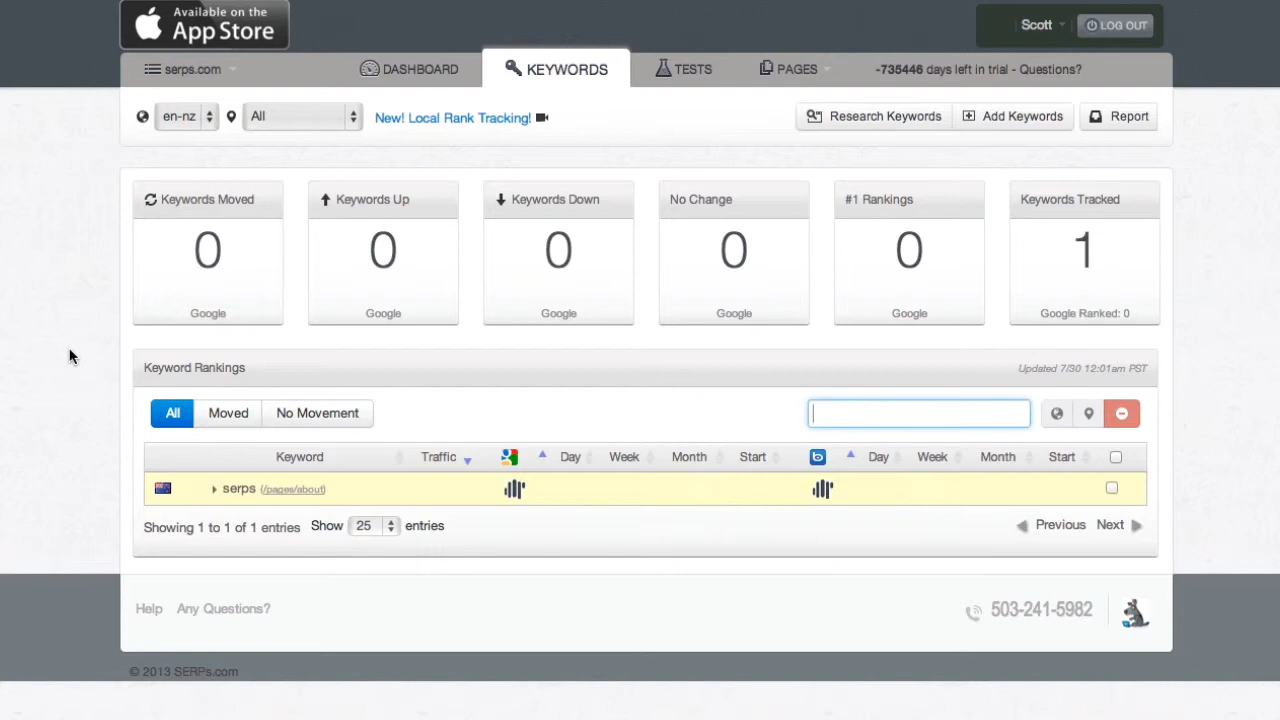 Available on the
App Store
Scott
LOG OUT
serps.com
DASHBOARD
KEYWORDS
TESTS
PAGES
-735446 days left in trial - Questions?
en-nz
All
New! Local Rank Tracking!
Research Keywords
Add Keywords
Report
Keywords Moved
Keywords Up
Keywords Down
No Change
#1 Rankings
Keywords Tracked
0
0
0
0
0
1
Google
Google
Google
Google
Google
Google Ranked: 0
Keyword Rankings
Updated 7/30 12:01am PST
All
Moved
No Movement
Keyword
Traffic
Day
Week
Month
Start
b
Day
Week
Month
Start
serps (/pages/about)
Showing 1 to 1 of 1 entries
Show 25 entries
Previous
Next
Help
Any Questions?
503-241-5982
© 2013 SERPs.com